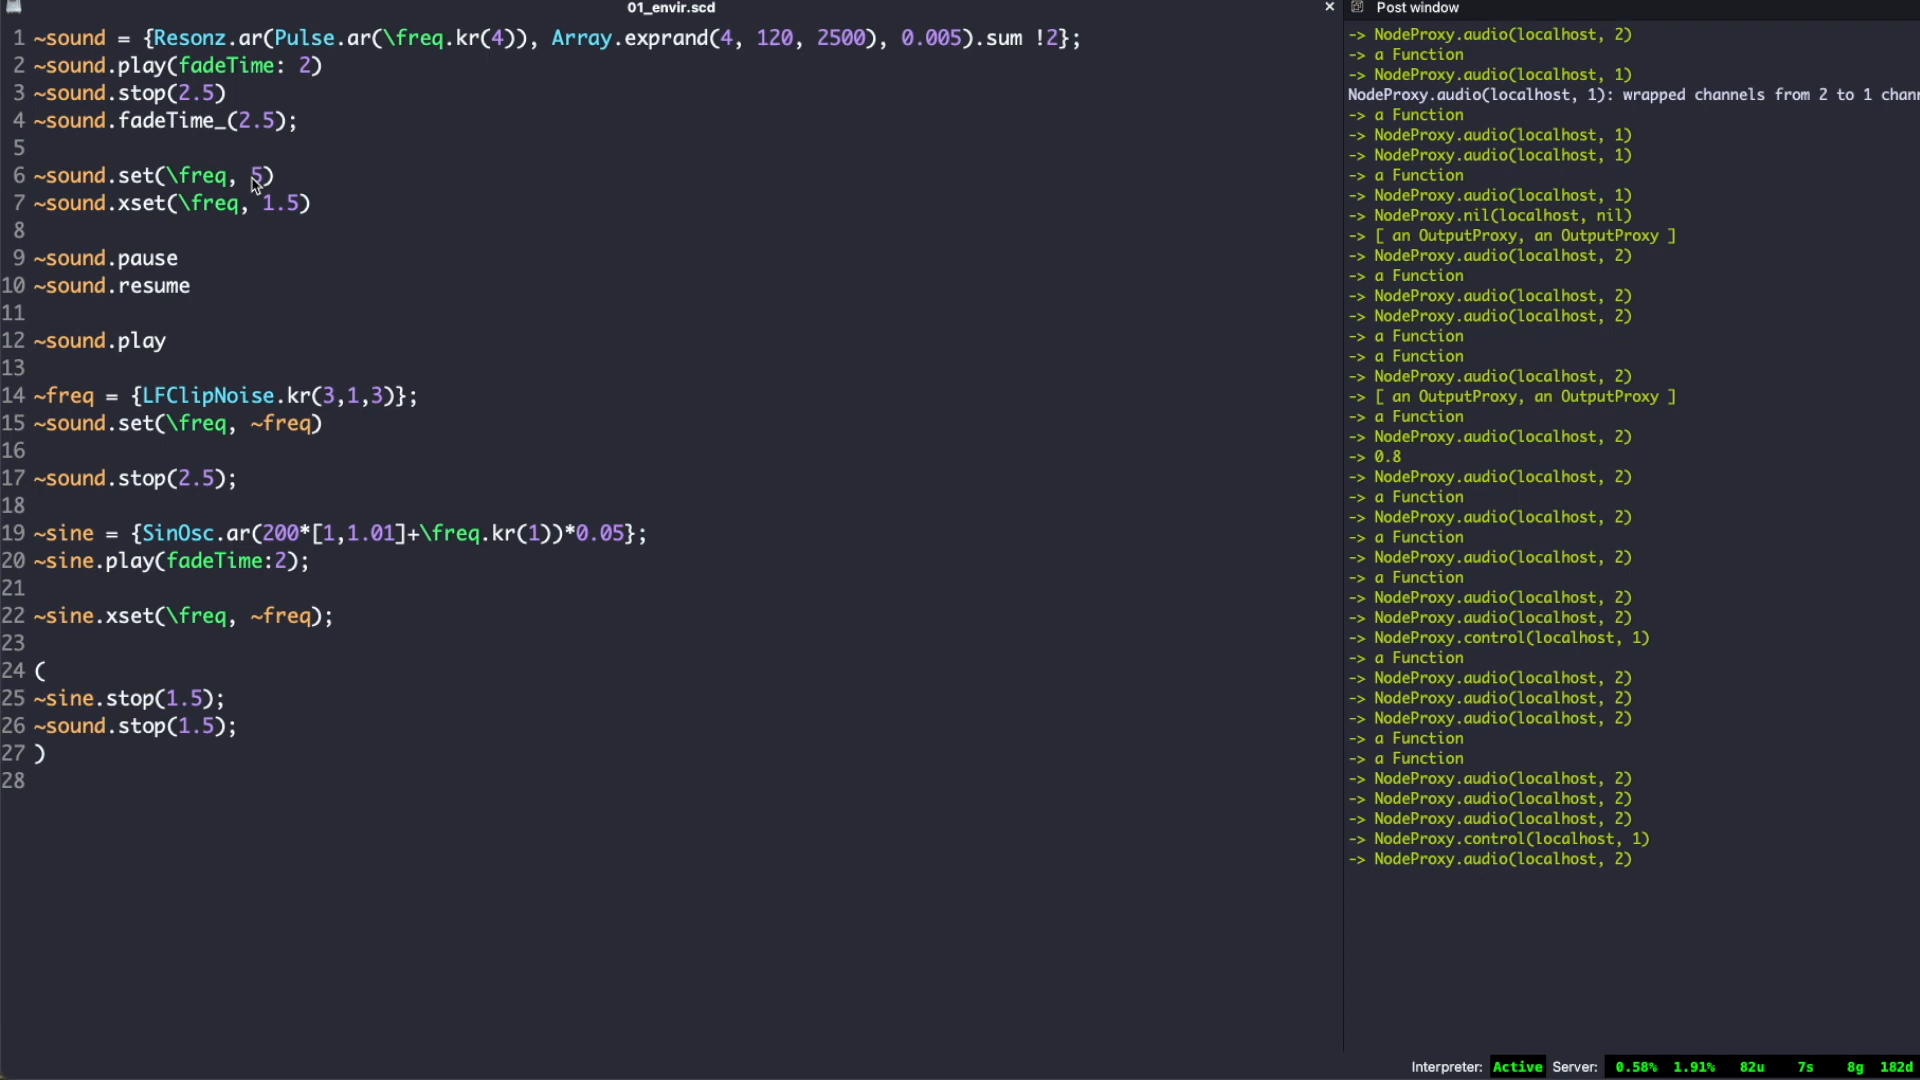 01_envir.scd
1 ~sound = {Resonz.ar(Pulse.ar(\freq.kr(4)), Array.exprand(4, 120, 2500), 0.005).sum !2};
2 ~sound.play(fadeTime: 2)
3 ~sound.stop(2.5)
4 ~sound.fadeTime_(2.5);
5
6 ~sound.set(\freq, 5)
7 ~sound.xset(\freq, 1.5)
8
9 ~sound.pause
10 ~sound.resume
11
12 ~sound.play
13
14 ~freq = {LFClipNoise.kr(3,1,3)};
15 ~sound.set(\freq, ~freq)
16
17 ~sound.stop(2.5);
18
19 ~sine = {SinOsc.ar(200*[1,1.01]+\freq.kr(1))*0.05};
20 ~sine.play(fadeTime:2);
21
22 ~sine.xset(\freq, ~freq);
23
24 (
25 ~sine.stop(1.5);
26 ~sound.stop(1.5);
27 )
28
Post window
-> NodeProxy.audio(localhost, 2)
-> a Function
-> NodeProxy.audio(localhost, 1)
NodeProxy.audio(localhost, 1): wrapped channels from 2 to 1 chann
-> a Function
-> NodeProxy.audio(localhost, 1)
-> NodeProxy.audio(localhost, 1)
-> a Function
-> NodeProxy.audio(localhost, 1)
-> NodeProxy.nil(localhost, nil)
-> [ an OutputProxy, an OutputProxy ]
-> NodeProxy.audio(localhost, 2)
-> a Function
-> NodeProxy.audio(localhost, 2)
-> NodeProxy.audio(localhost, 2)
-> a Function
-> a Function
-> NodeProxy.audio(localhost, 2)
-> [ an OutputProxy, an OutputProxy ]
-> a Function
-> NodeProxy.audio(localhost, 2)
-> 0.8
-> NodeProxy.audio(localhost, 2)
-> a Function
-> NodeProxy.audio(localhost, 2)
-> a Function
-> NodeProxy.audio(localhost, 2)
-> a Function
-> NodeProxy.audio(localhost, 2)
-> NodeProxy.audio(localhost, 2)
-> NodeProxy.control(localhost, 1)
-> a Function
-> NodeProxy.audio(localhost, 2)
-> NodeProxy.audio(localhost, 2)
-> NodeProxy.audio(localhost, 2)
-> a Function
-> a Function
-> NodeProxy.audio(localhost, 2)
-> NodeProxy.audio(localhost, 2)
-> NodeProxy.audio(localhost, 2)
-> NodeProxy.control(localhost, 1)
-> NodeProxy.audio(localhost, 2)
Interpreter: Active Server: 0.58% 1.91% 82u 7s 8g 182d